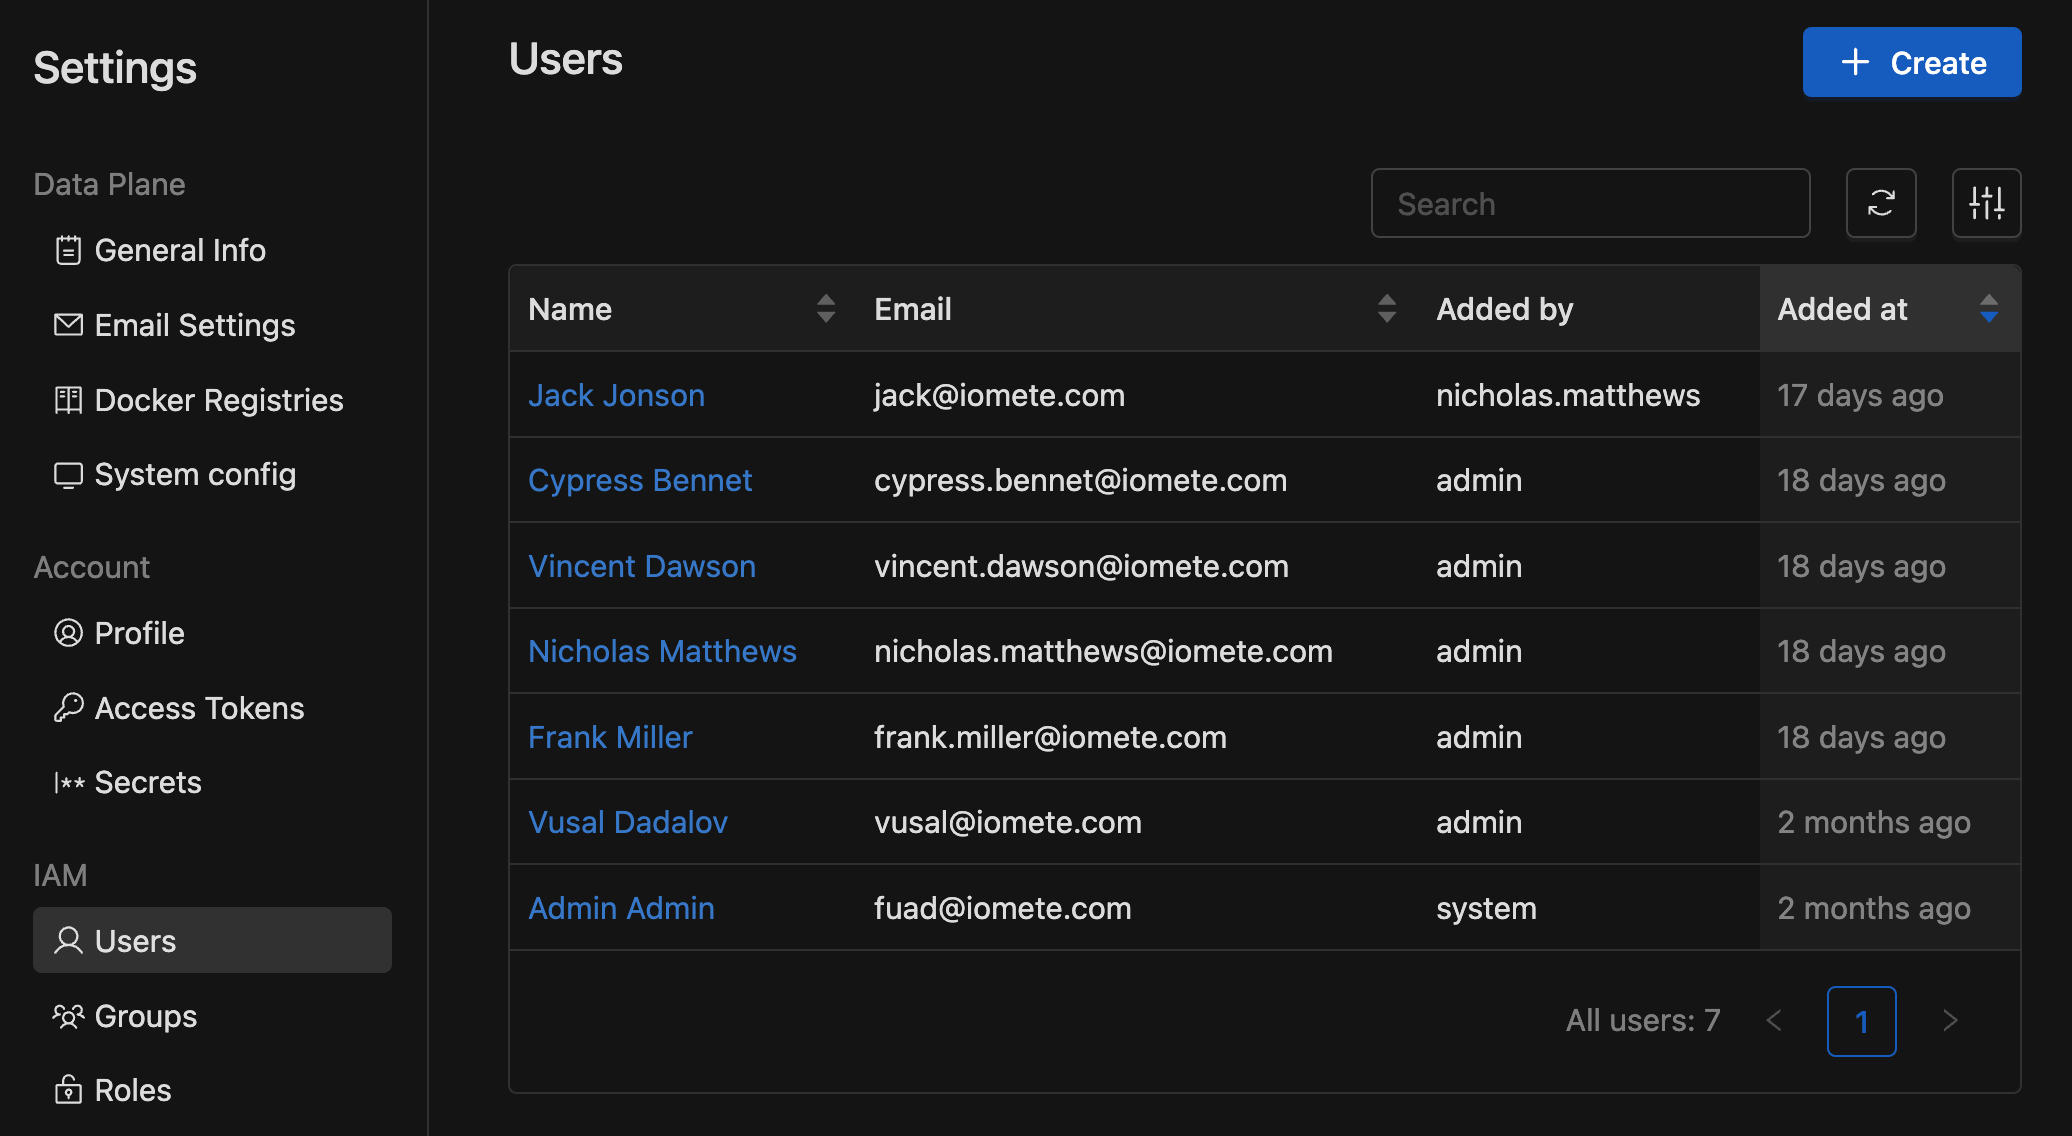 Settings
Data Plane
General Info
Email Settings
Docker Registries
System config
Account
Profile
Access Tokens
Secrets
IAM
Users
Groups
Roles
Users
Create
Search
Name Email Added by Added at
Jack Jonson jack@iomete.com nicholas.matthews 17 days ago
Cypress Bennet cypress.bennet@iomete.com admin 18 days ago
Vincent Dawson vincent.dawson@iomete.com admin 18 days ago
Nicholas Matthews nicholas.matthews@iomete.com admin 18 days ago
Frank Miller frank.miller@iomete.com admin 18 days ago
Vusal Dadalov vusal@iomete.com admin 2 months ago
Admin Admin fuad@iomete.com system 2 months ago
All users: 7 1